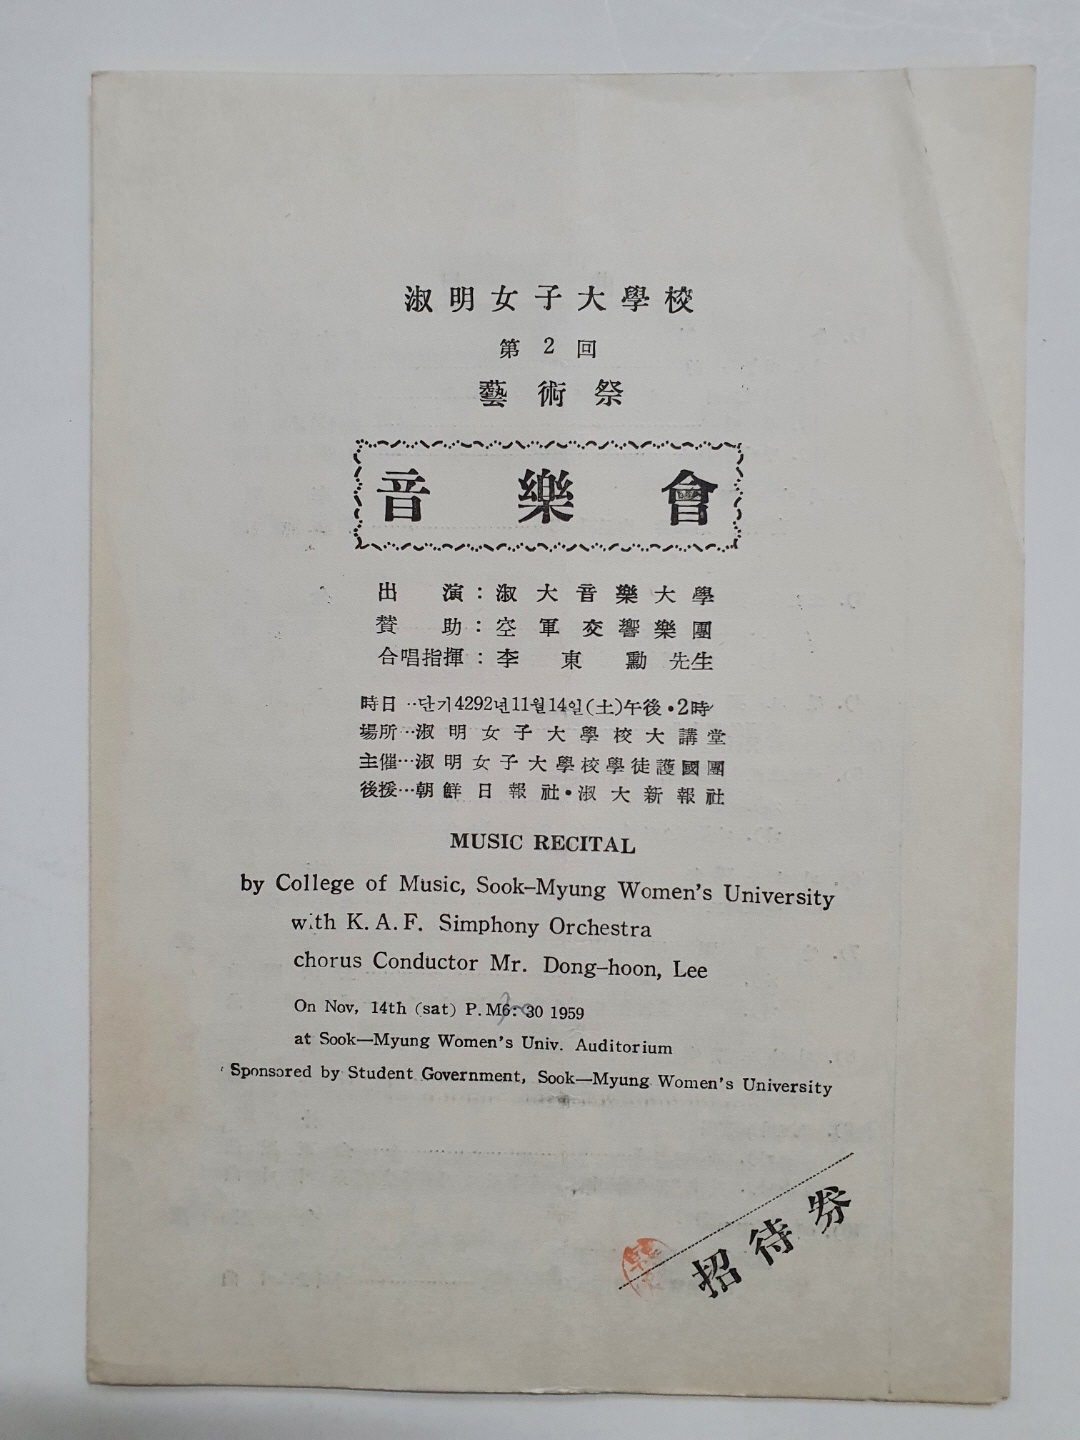 淑明女子大學校
第2回
藝術祭
音樂會
出演：淑大音樂大學
賛助：空軍交響樂團
合唱指揮：李東勳先生
時日‥단기4292년11월14일(土)午後・2時
場所…淑明女子大學校大講堂
主催…淑明女子大學校學徒護國團
後援…朝鮮日報社・淑大新報社
MUSIC RECITAL
by College of Music, Sook-Myung Women's University
with K.A.F. Simphony Orchestra
chorus Conductor Mr. Dong-hoon, Lee
On Nov, 14th (sat) P.M6:30 1959
at Sook—Myung Women's Univ. Auditorium
Sponsored by Student Government, Sook—Myung Women's University
招待券